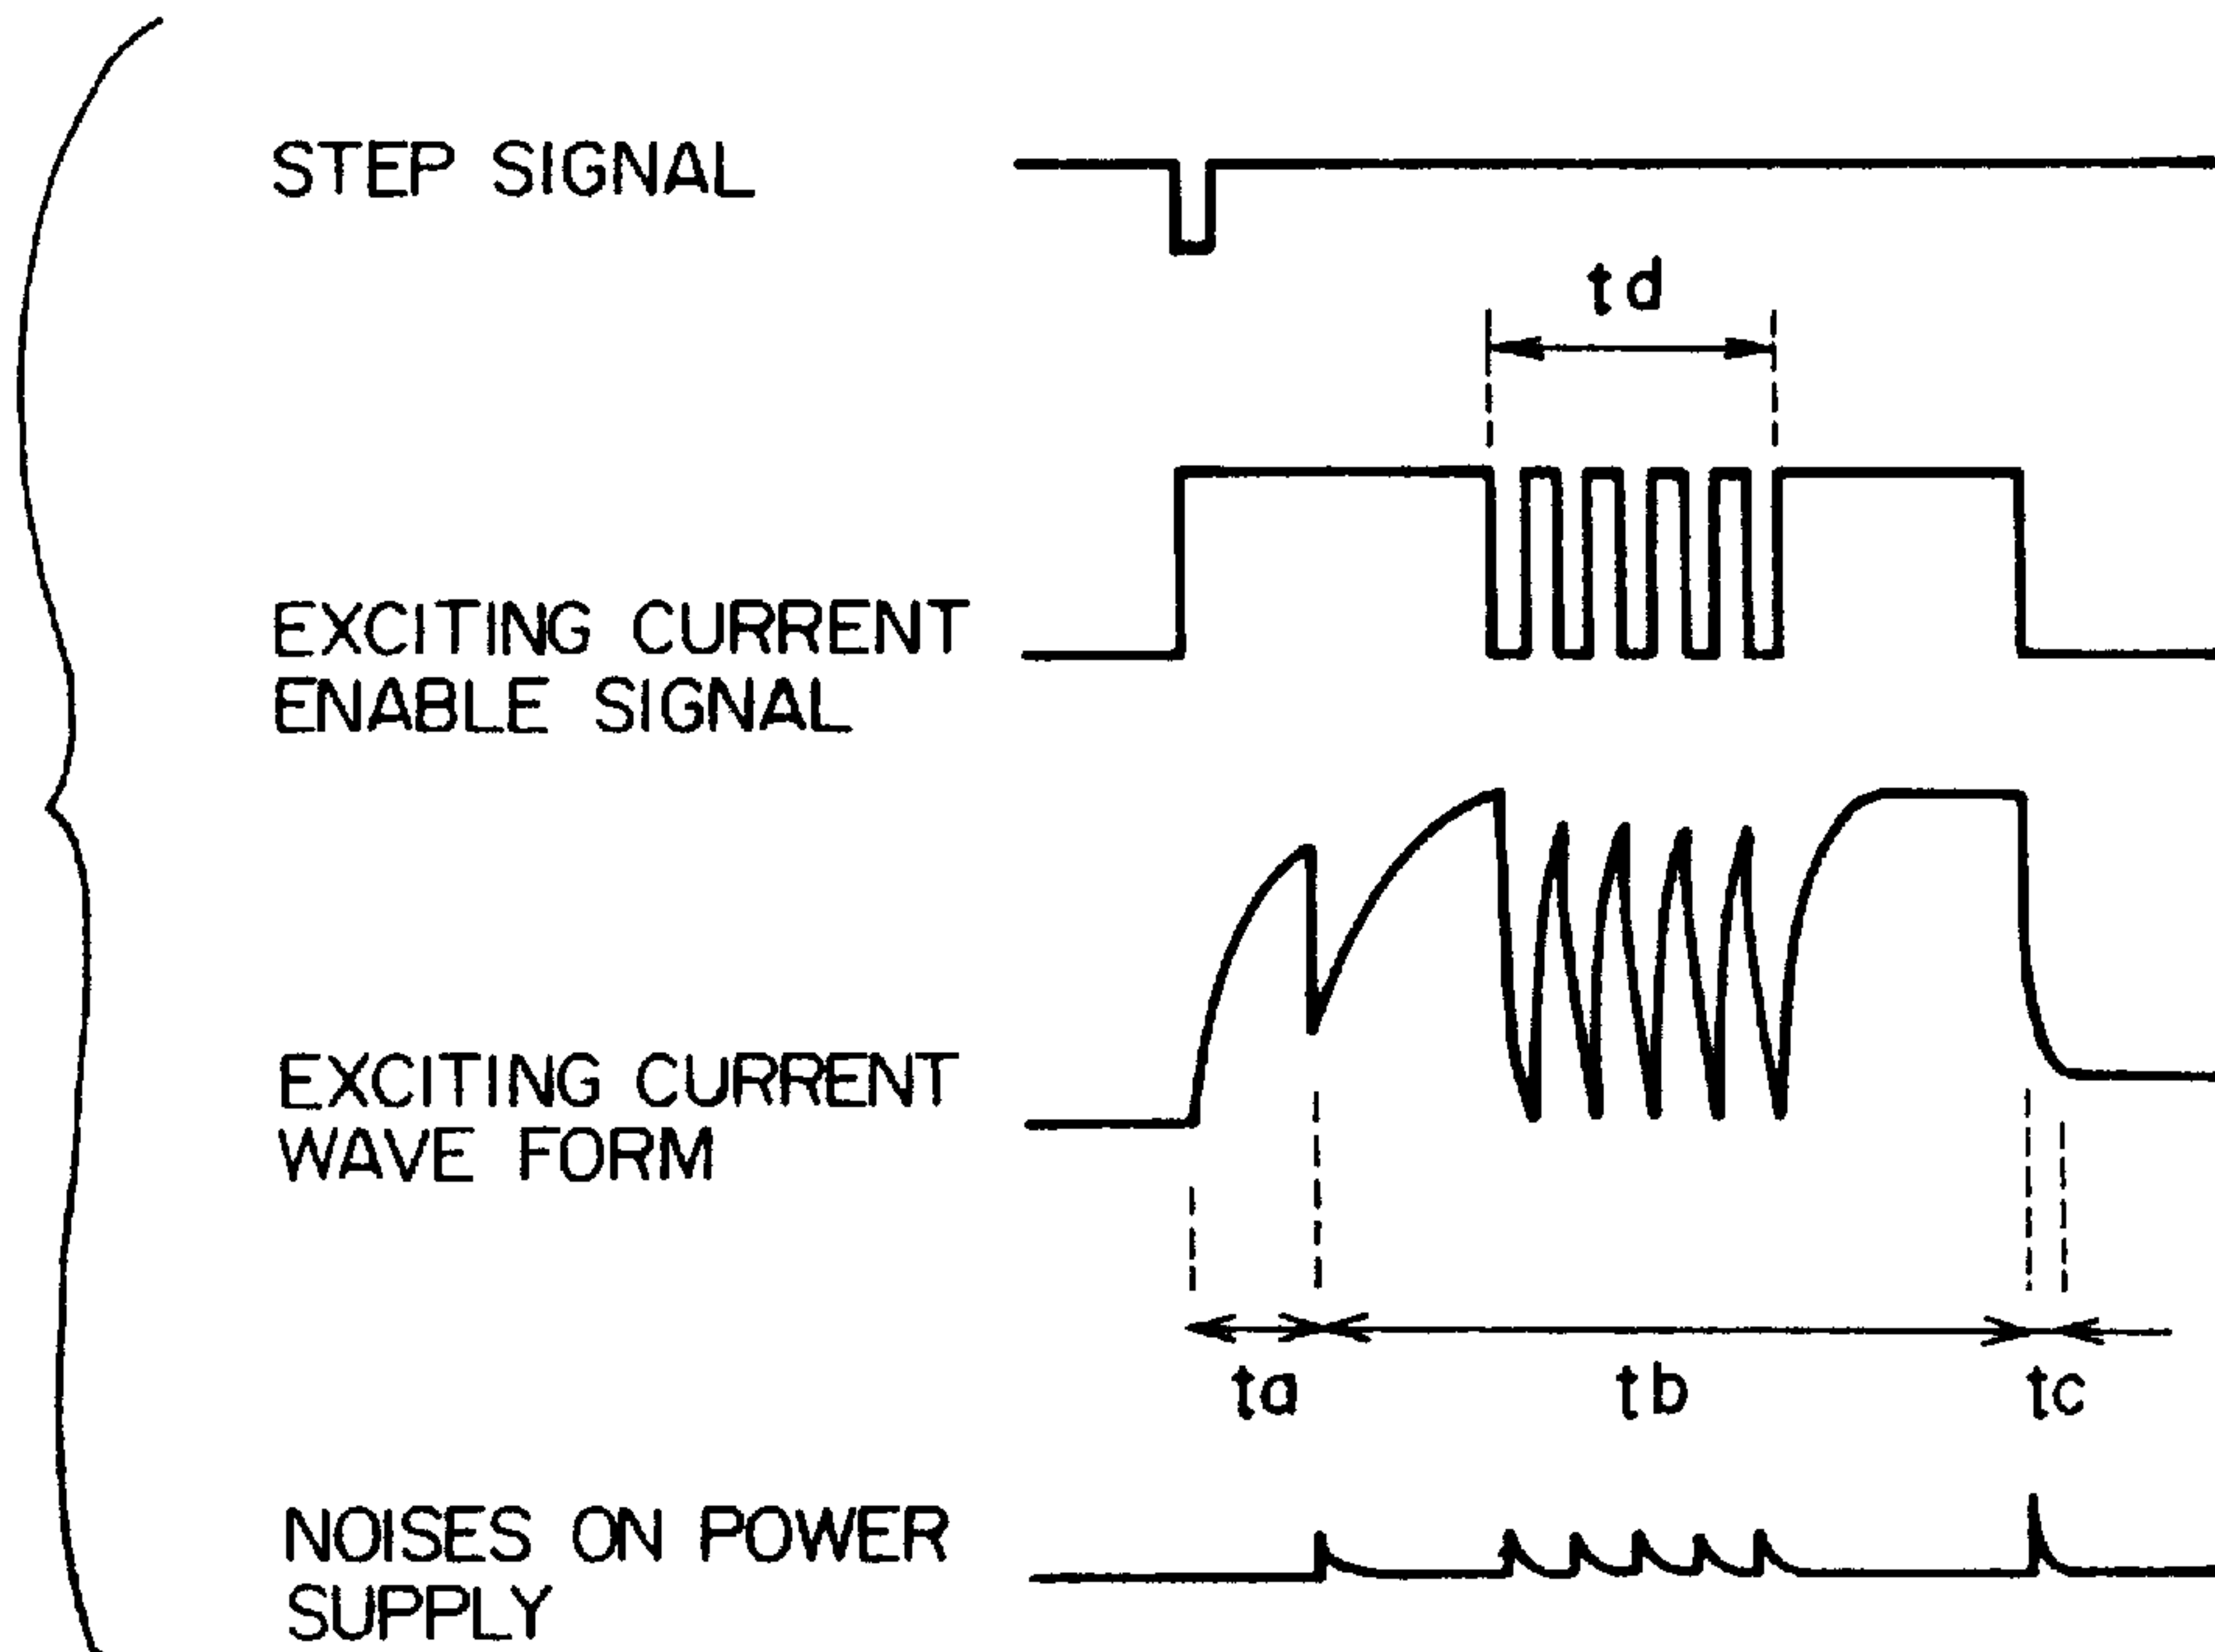 STEP SIGNAL
td
EXCITING CURRENT
ENABLE SIGNAL
EXCITING CURRENT
WAVE FORM
ta tb tc
NOISES ON POWER
SUPPLY